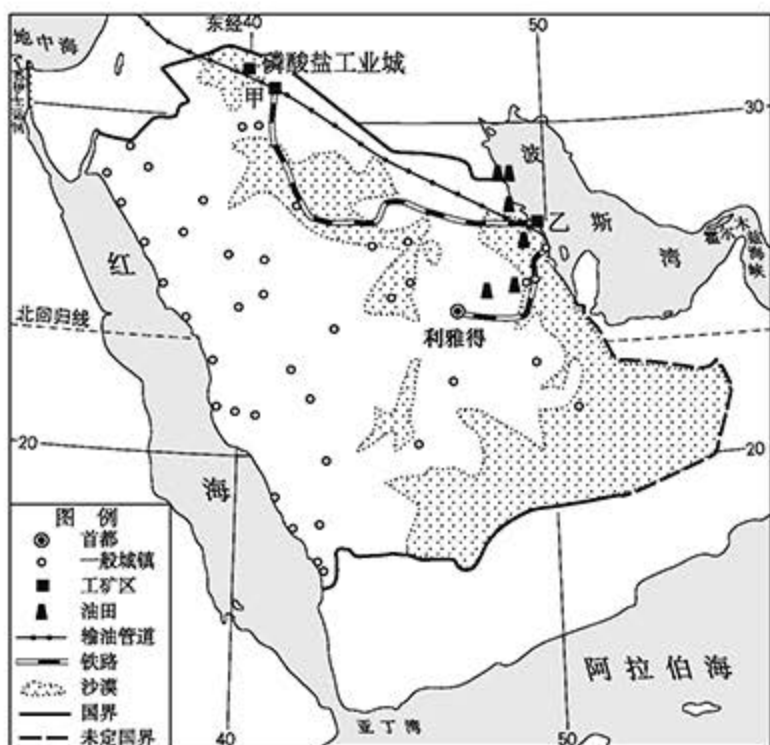 东经40
50
地中海
磷酸盐工业城
甲
30
波
斯
湾
乙
霍尔木兹海峡
红
海
北回归线
利雅得
20
20
图 例
首都
一般城镇
工矿区
油田
输油管道
铁路
沙漠
国界
未定国界
40
亚丁湾
50
阿拉伯海